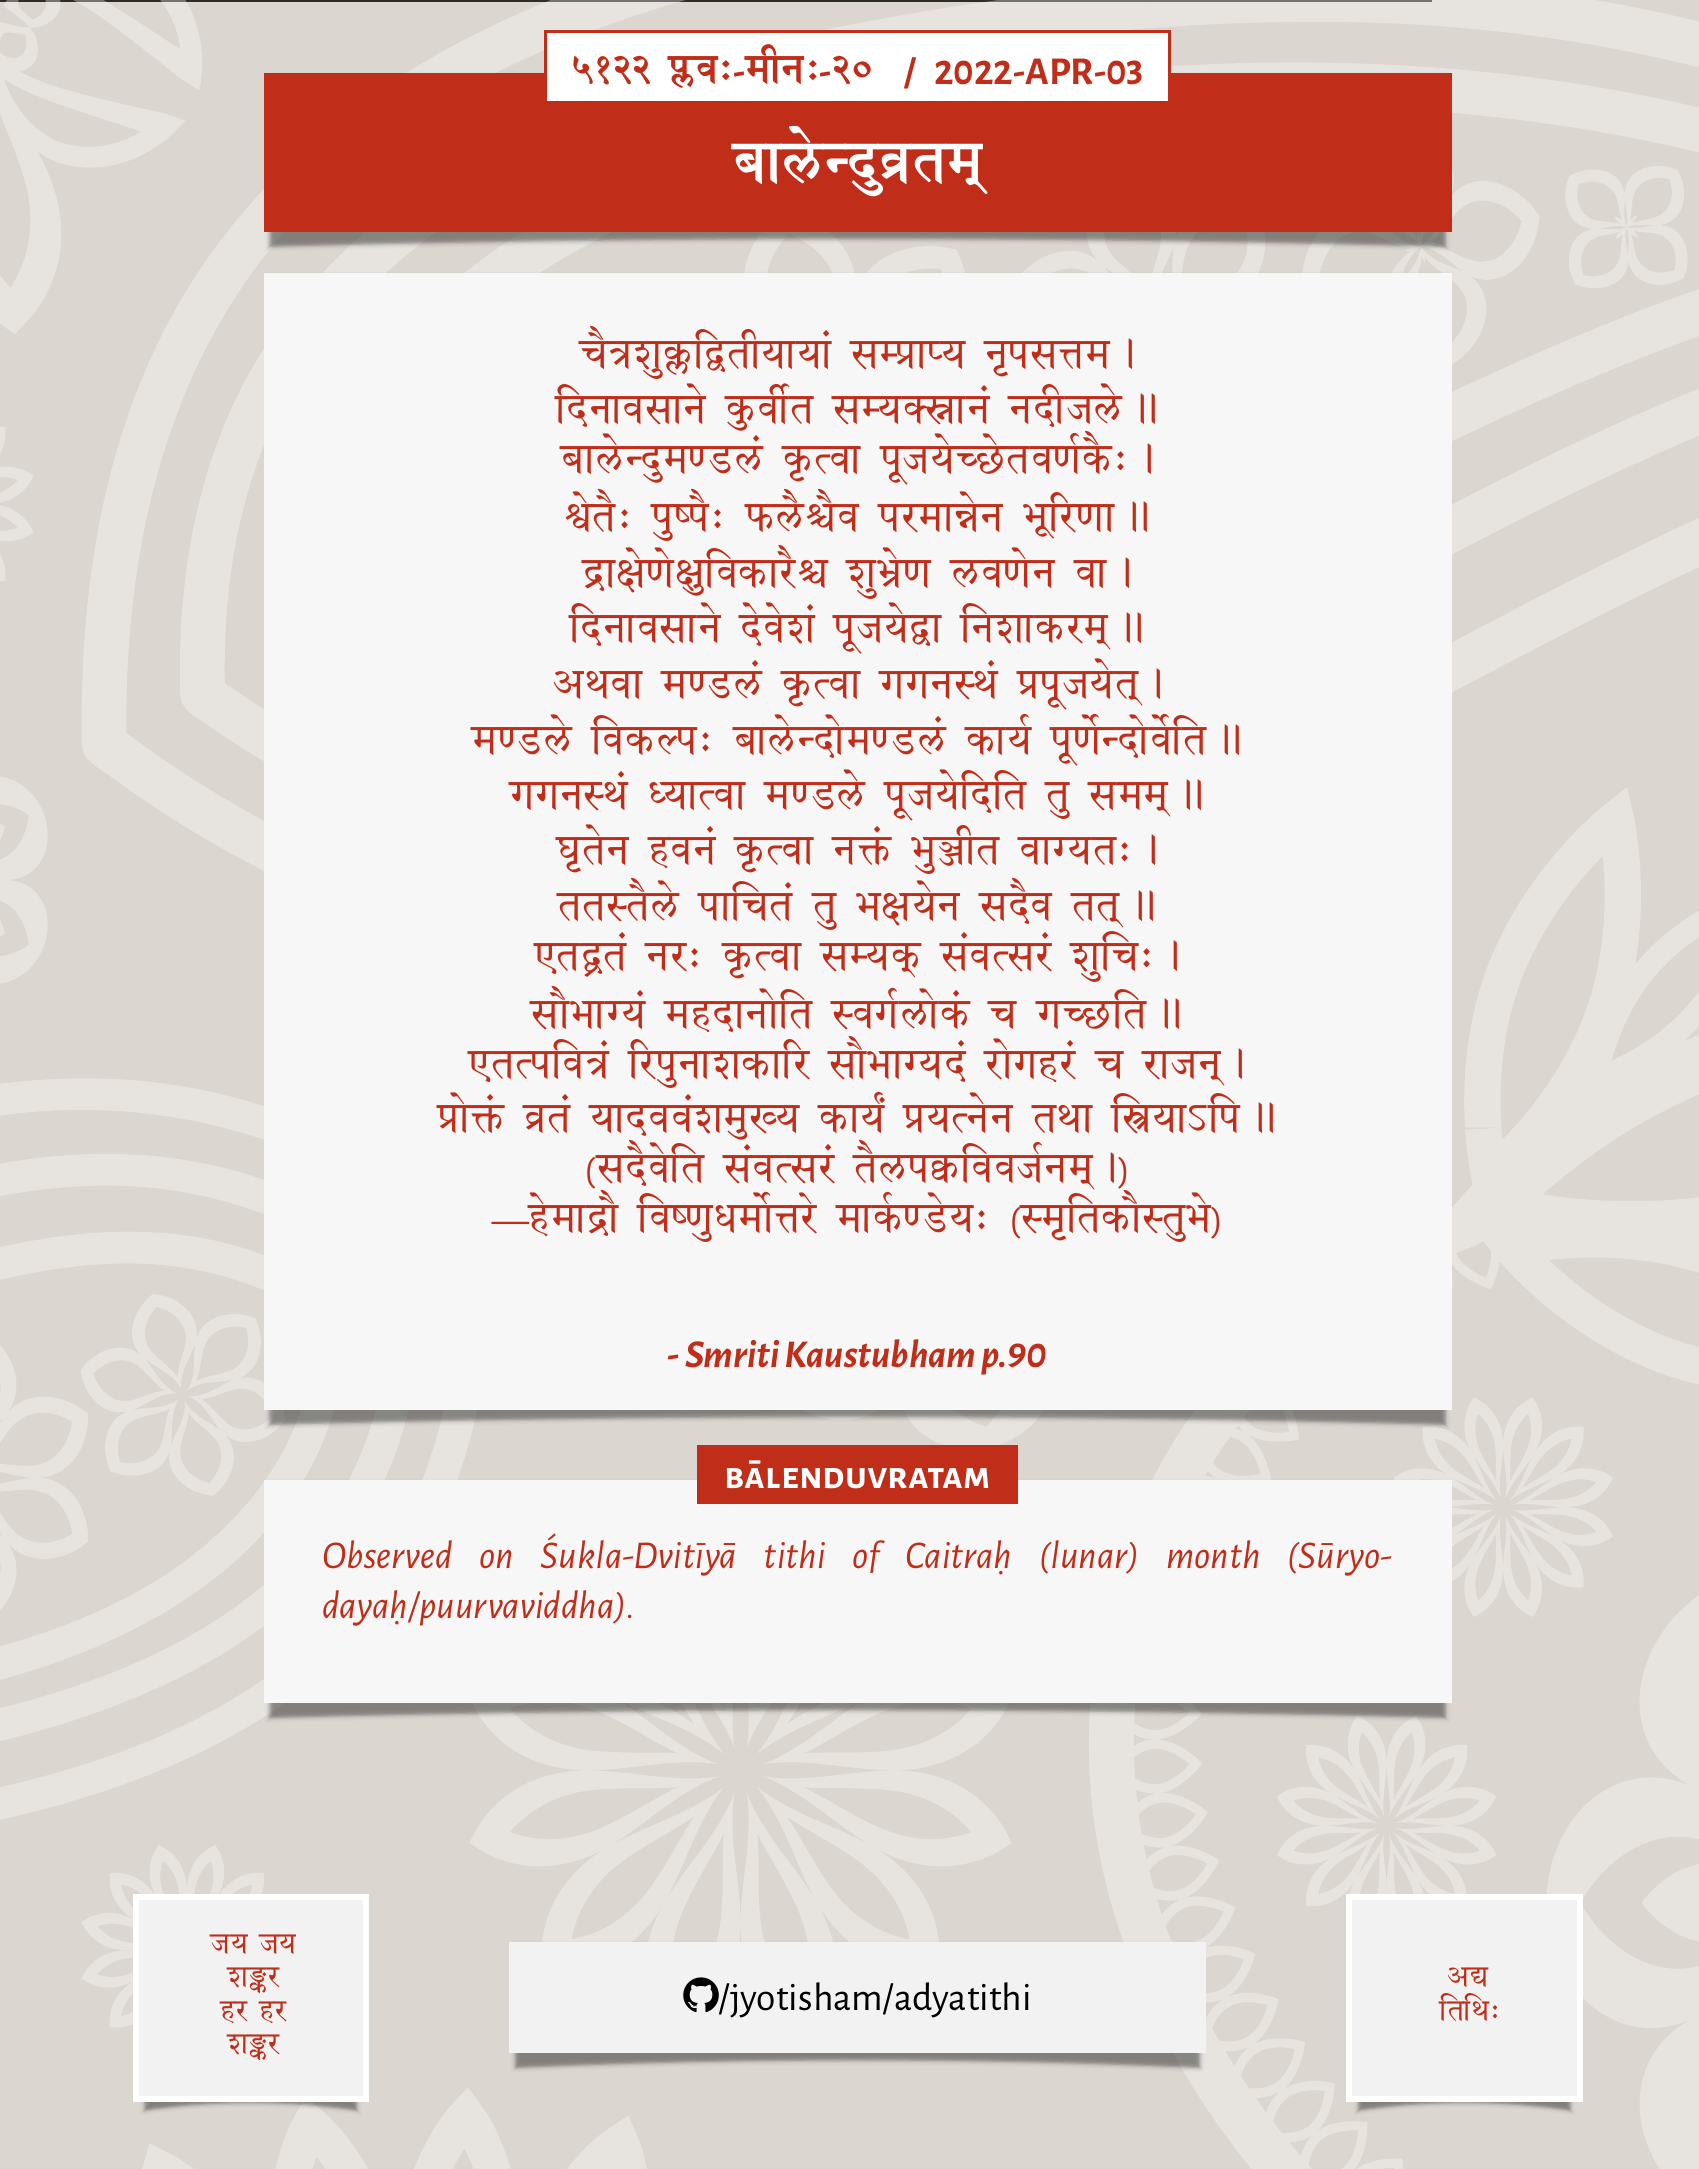 ५१२२ प्लवः-मीनः-२० / 2022-APR-03
बालेन्दुव्रतम्
चैत्रशुक्लद्वितीयायां सम्प्राप्य नृपसत्तम ।
दिनावसाने कुर्वीत सम्यक्स्नानं नदीजले ॥
बालेन्दुमण्डलं कृत्वा पूजयेच्छेतवर्णकैः ।
श्वेतैः पुष्पैः फलैश्चैव परमान्नेन भूरिणा ॥
द्राक्षेणेक्षुविकारैश्च शुभ्रेण लवणेन वा ।
दिनावसाने देवेशं पूजयेद्वा निशाकरम् ॥
अथवा मण्डलं कृत्वा गगनस्थं प्रपूजयेत् ।
मण्डले विकल्पः बालेन्दोमण्डलं कार्य पूर्णेन्दोर्वेति ॥
गगनस्थं ध्यात्वा मण्डले पूजयेदिति तु समम् ॥
घृतेन हवनं कृत्वा नक्तं भुञ्जीत वाग्यतः ।
ततस्तैले पाचितं तु भक्षयेन सदैव तत् ॥
एतद्व्रतं नरः कृत्वा सम्यक् संवत्सरं शुचिः ।
सौभाग्यं महदानोति स्वर्गलोकं च गच्छति ॥
एतत्पवित्रं रिपुनाशकारि सौभाग्यदं रोगहरं च राजन् ।
प्रोक्तं व्रतं यादववंशमुख्य कार्यं प्रयत्नेन तथा स्त्रियाऽपि ॥
(सदैवेति संवत्सरं तैलपक्वविवर्जनम् ।)
—हेमाद्रौ विष्णुधर्मोत्तरे मार्कण्डेयः (स्मृतिकौस्तुभे)
- Smriti Kaustubham p.90
BĀLENDUVRATAM
Observed on Śukla-Dvitīyā tithi of Caitraḥ (lunar) month (Sūryo-
dayaḥ/puurvaviddha).
जय जय
शङ्कर
हर हर
शङ्कर
/jyotisham/adyatithi
अद्य
तिथिः